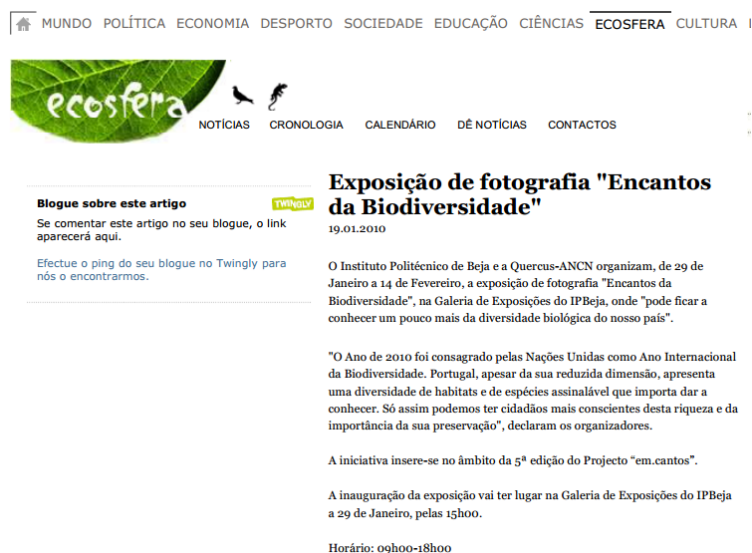 MUNDO POLÍTICA ECONOMIA DESPORTO SOCIEDADE EDUCAÇÃO CIÊNCIAS ECOSFERA CULTURA
ecosfera
NOTÍCIAS CRONOLOGIA CALENDÁRIO DÊ NOTÍCIAS CONTACTOS
Blogue sobre este artigo TWINGLY
Se comentar este artigo no seu blogue, o link
aparecerá aqui.
Efectue o ping do seu blogue no Twingly para
nós o encontrarmos.
Exposição de fotografia "Encantos
da Biodiversidade"
19.01.2010
O Instituto Politécnico de Beja e a Quercus-ANCN organizam, de 29 de
Janeiro a 14 de Fevereiro, a exposição de fotografia "Encantos da
Biodiversidade", na Galeria de Exposições do IPBeja, onde "pode ficar a
conhecer um pouco mais da diversidade biológica do nosso país".
"O Ano de 2010 foi consagrado pelas Nações Unidas como Ano Internacional
da Biodiversidade. Portugal, apesar da sua reduzida dimensão, apresenta
uma diversidade de habitats e de espécies assinalável que importa dar a
conhecer. Só assim podemos ter cidadãos mais conscientes desta riqueza e da
importância da sua preservação", declaram os organizadores.
A iniciativa insere-se no âmbito da 5ª edição do Projecto “em.cantos”.
A inauguração da exposição vai ter lugar na Galeria de Exposições do IPBeja
a 29 de Janeiro, pelas 15h00.
Horário: 09h00-18h00